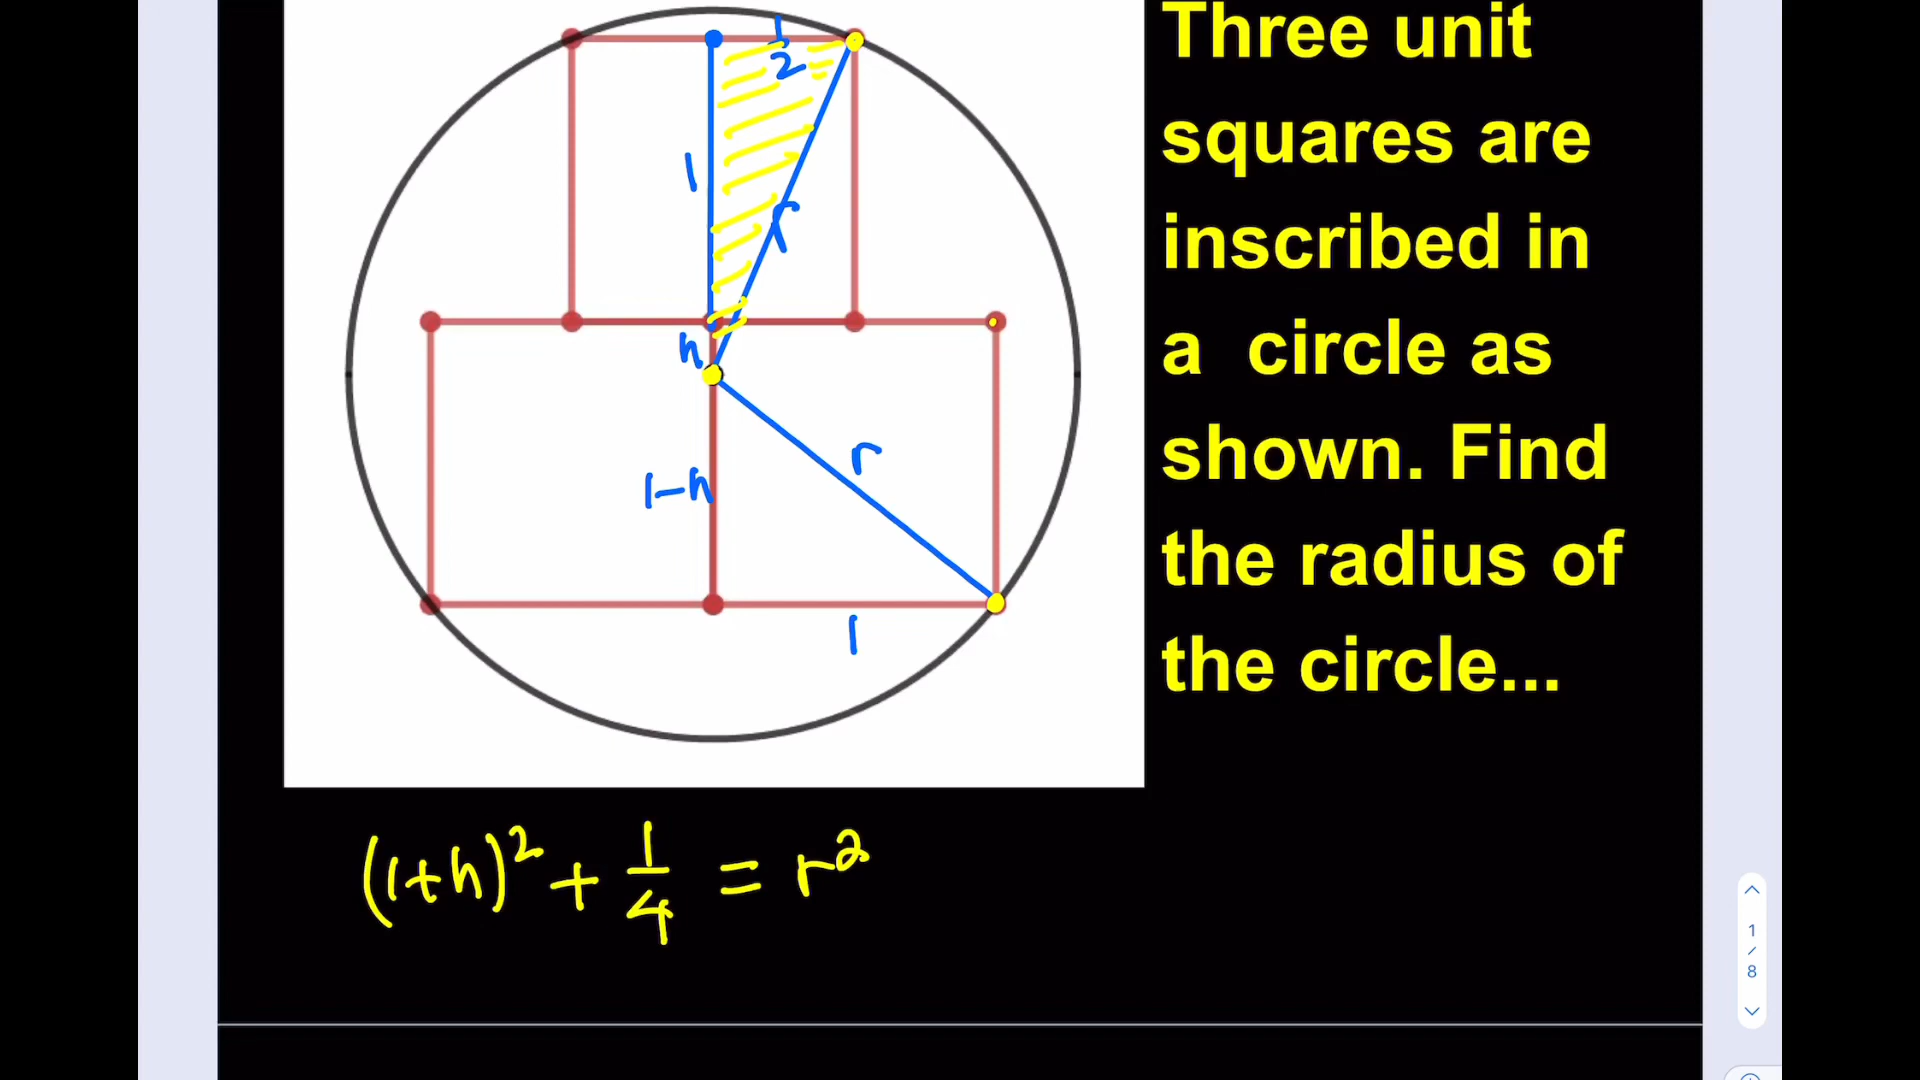 Three unit
squares are
inscribed in
a circle as
shown. Find
the radius of
the circle...
1/2
1
r
h
r
1-h
1
(1+h)² + 1/4 = r²
1
/
8